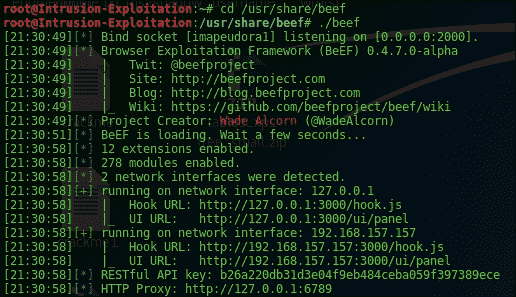 root@Intrusion-Exploitation:~# cd /usr/share/beef
root@Intrusion-Exploitation:/usr/share/beef# ./beef
[21:30:49][*] Bind socket [imapeudora1] listening on [0.0.0.0:2000].
[21:30:49][*] Browser Exploitation Framework (BeEF) 0.4.7.0-alpha
[21:30:49]    |   Twit: @beefproject
[21:30:49]    |   Site: http://beefproject.com
[21:30:49]    |   Blog: http://blog.beefproject.com
[21:30:49]    |_  Wiki: https://github.com/beefproject/beef/wiki
[21:30:49][*] Project Creator: Wade Alcorn (@WadeAlcorn)
[21:30:51][*] BeEF is loading. Wait a few seconds...
[21:30:58][*] 12 extensions enabled.
[21:30:58][*] 278 modules enabled.
[21:30:58][*] 2 network interfaces were detected.
[21:30:58][+] running on network interface: 127.0.0.1
[21:30:58]    |   Hook URL: http://127.0.0.1:3000/hook.js
[21:30:58]    |_  UI URL:   http://127.0.0.1:3000/ui/panel
[21:30:58][+] running on network interface: 192.168.157.157
[21:30:58]    |   Hook URL: http://192.168.157.157:3000/hook.js
[21:30:58]    |_  UI URL:   http://192.168.157.157:3000/ui/panel
[21:30:58][*] RESTful API key: b26a220db31d3e04f9eb484ceba059f397389ece
[21:30:58][*] HTTP Proxy: http://127.0.0.1:6789